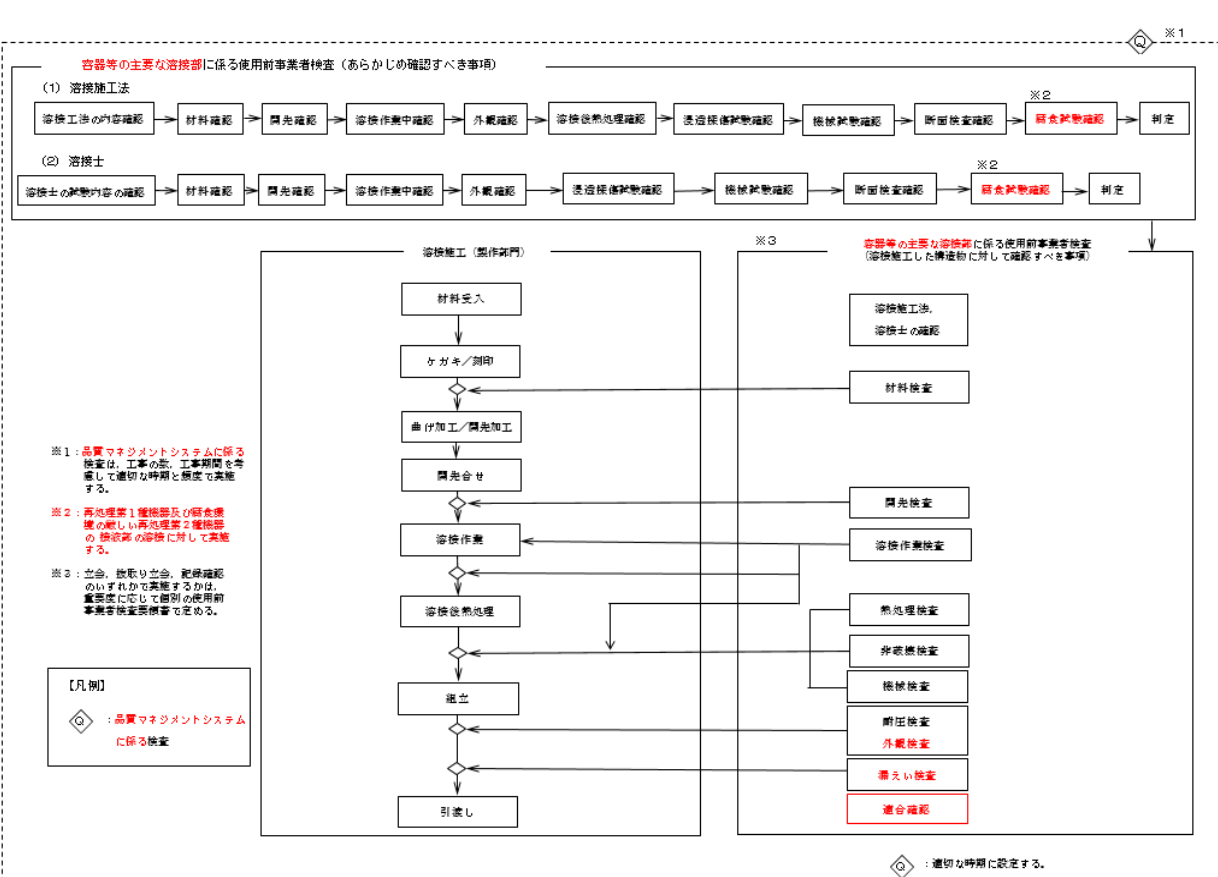 Q ※1
容器等の主要な溶接部に係る使用前事業者検査(あらかじめ確認すべき事項)
(1) 溶接施工法
※2
溶接工法の内容確認 材料確認 開先確認 溶接作業中確認 外観確認 溶接後熱処理確認 浸透探傷試験確認 機械試験確認 断面検査確認 腐食試験確認 判定
(2) 溶接士
※2
溶接士の試験内容の確認 材料確認 開先確認 溶接作業中確認 外観確認 浸透探傷試験確認 機械試験確認 断面検査確認 腐食試験確認 判定
溶接施工(製作部門)
材料受入
ケガキ/刻印
曲げ加工/開先加工
開先合せ
溶接作業
溶接後熱処理
組立
引渡し
※3
容器等の主要な溶接部に係る使用前事業者検査
(溶接施工した構造物に対して確認すべき事項)
溶接施工法,
溶接士の確認
材料検査
開先検査
溶接作業検査
熱処理検査
非破壊検査
機械検査
耐圧検査
外観検査
漏えい検査
適合確認
※1:品質マネジメントシステムに係る
検査は,工事の数,工事期間を考
慮して適切な時期と頻度で実施
する。
※2:再処理第1種機器及び腐食環
境の厳しい再処理第2種機器
の 接液部の溶接に対して実施
する。
※3:立会,抜取り立会,記録確認
のいずれかで実施するかは,
重要度に応じて個別の使用前
事業者検査要領書で定める。
【凡例】
Q :品質マネジメントシステム
に係る検査
Q :適切な時期に設定する。